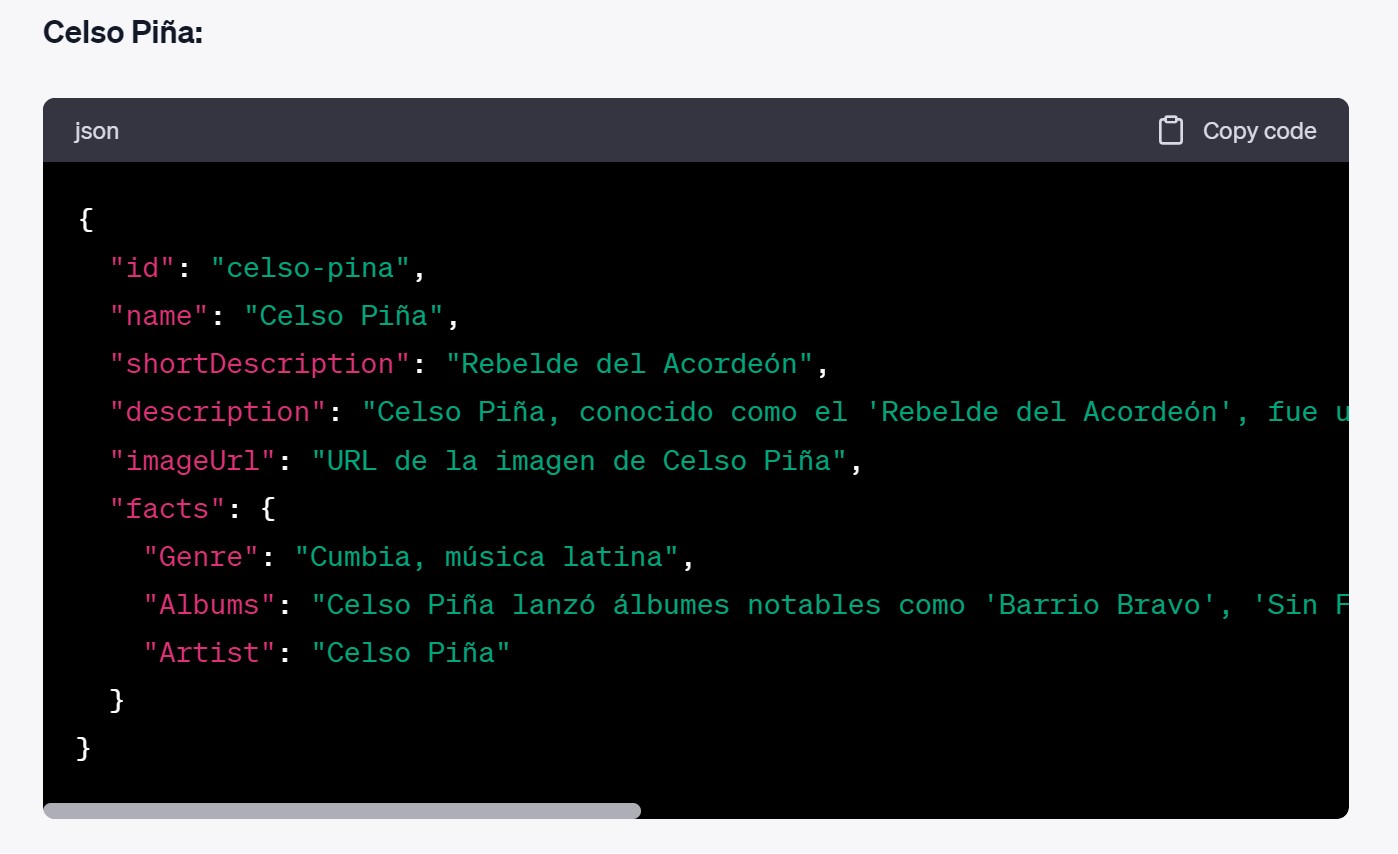 Celso Piña:
json Copy code
{
"id": "celso-pina",
"name": "Celso Piña",
"shortDescription": "Rebelde del Acordeón",
"description": "Celso Piña, conocido como el 'Rebelde del Acordeón', fue
"imageUrl": "URL de la imagen de Celso Piña",
"facts": {
"Genre": "Cumbia, música latina",
"Albums": "Celso Piña lanzó álbumes notables como 'Barrio Bravo', 'Sin
"Artist": "Celso Piña"
}
}